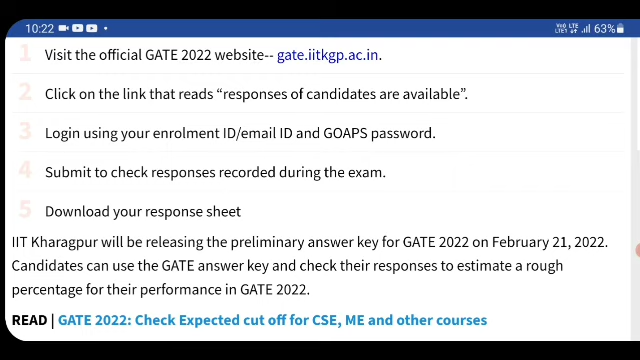 10:22 63%
1 Visit the official GATE 2022 website-- gate.iitkgp.ac.in.
2 Click on the link that reads “responses of candidates are available”.
3 Login using your enrolment ID/email ID and GOAPS password.
4 Submit to check responses recorded during the exam.
5 Download your response sheet
IIT Kharagpur will be releasing the preliminary answer key for GATE 2022 on February 21, 2022.
Candidates can use the GATE answer key and check their responses to estimate a rough
percentage for their performance in GATE 2022.
READ | GATE 2022: Check Expected cut off for CSE, ME and other courses